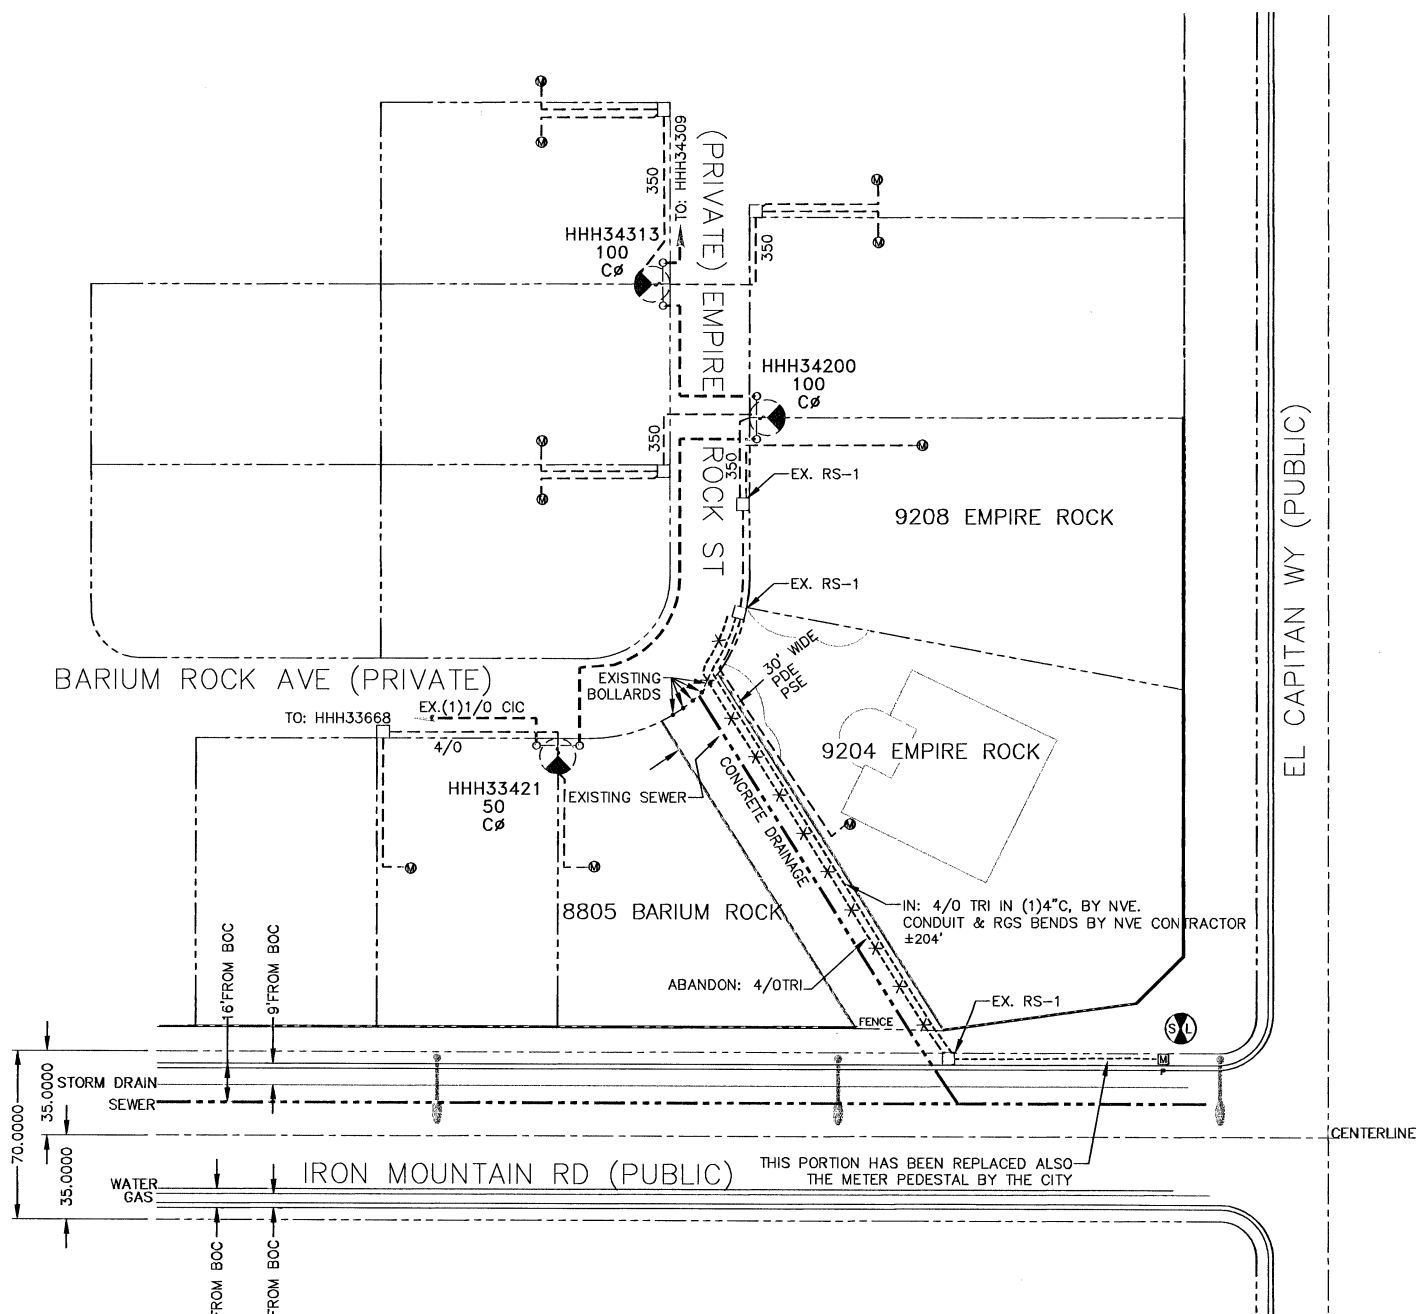 (PRIVATE) EMPIRE
ROCK ST
TO: HHH34309
350
HHH34313
100
CØ
350
HHH34200
100
CØ
350
350
EX. RS-1
9208 EMPIRE ROCK
EX. RS-1
EL CAPITAN WY (PUBLIC)
BARIUM ROCK AVE (PRIVATE)
EXISTING
BOLLARDS
30' WIDE
PDE
PSE
TO: HHH33668
EX.(1)1/0 CIC
4/0
HHH33421
50
CØ
9204 EMPIRE ROCK
EXISTING SEWER
CONCRETE DRAINAGE
8805 BARIUM ROCK
IN: 4/0 TRI IN (1)4"C, BY NVE.
CONDUIT & RGS BENDS BY NVE CONTRACTOR
±204'
ABANDON: 4/0TRI
EX. RS-1
FENCE
16'FROM BOC
9'FROM BOC
M
M
M
M
M
M
M
M
M
M
M
S L
M
P
70.0000
35.0000
35.0000
STORM DRAIN
SEWER
CENTERLINE
IRON MOUNTAIN RD (PUBLIC)
THIS PORTION HAS BEEN REPLACED ALSO
THE METER PEDESTAL BY THE CITY
WATER
GAS
FROM BOC
FROM BOC